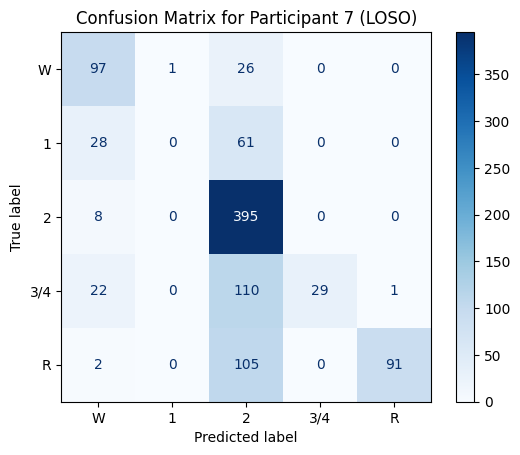 Confusion Matrix for Participant 7 (LOSO)
W 97 1 26 0 0
1 28 0 61 0 0
2 8 0 395 0 0
3/4 22 0 110 29 1
R 2 0 105 0 91
W 1 2 3/4 R
Predicted label
True label
350
300
250
200
150
100
50
0